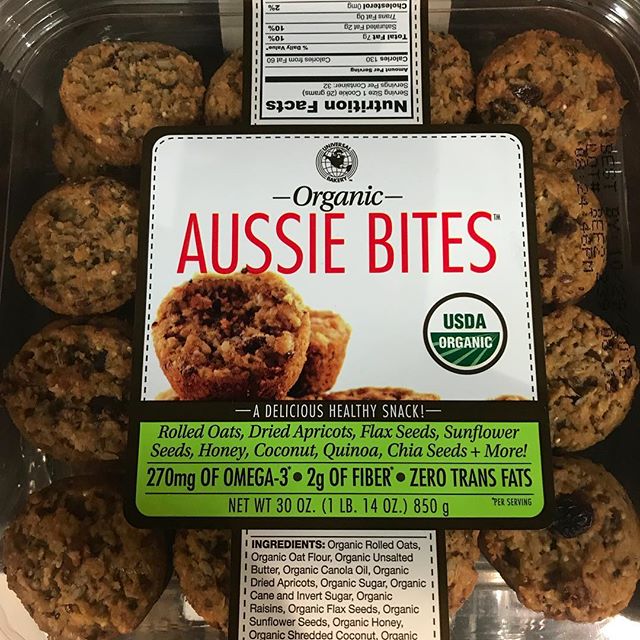 Nutrition Facts
Serving Size 1 Cookie (26 grams)
Servings Per Container: 32
Amount Per Serving
Calories 130 Calories from Fat 60
% Daily Value*
Total Fat 7g 10%
Saturated Fat 2g 10%
Trans Fat 0g
Cholesterol 0mg 2%
UNIVERSAL
BAKERY
—Organic—
AUSSIE BITES™
USDA
ORGANIC
—A DELICIOUS HEALTHY SNACK!—
Rolled Oats, Dried Apricots, Flax Seeds, Sunflower
Seeds, Honey, Coconut, Quinoa, Chia Seeds + More!
270mg OF OMEGA-3* • 2g OF FIBER* • ZERO TRANS FATS
NET WT 30 OZ. (1 LB. 14 OZ.) 850 g
*PER SERVING
INGREDIENTS: Organic Rolled Oats,
Organic Oat Flour, Organic Unsalted
Butter, Organic Canola Oil, Organic
Dried Apricots, Organic Sugar, Organic
Cane and Invert Sugar, Organic
Raisins, Organic Flax Seeds, Organic
Sunflower Seeds, Organic Honey,
Organic Shredded Coconut, Organic
BEST BY